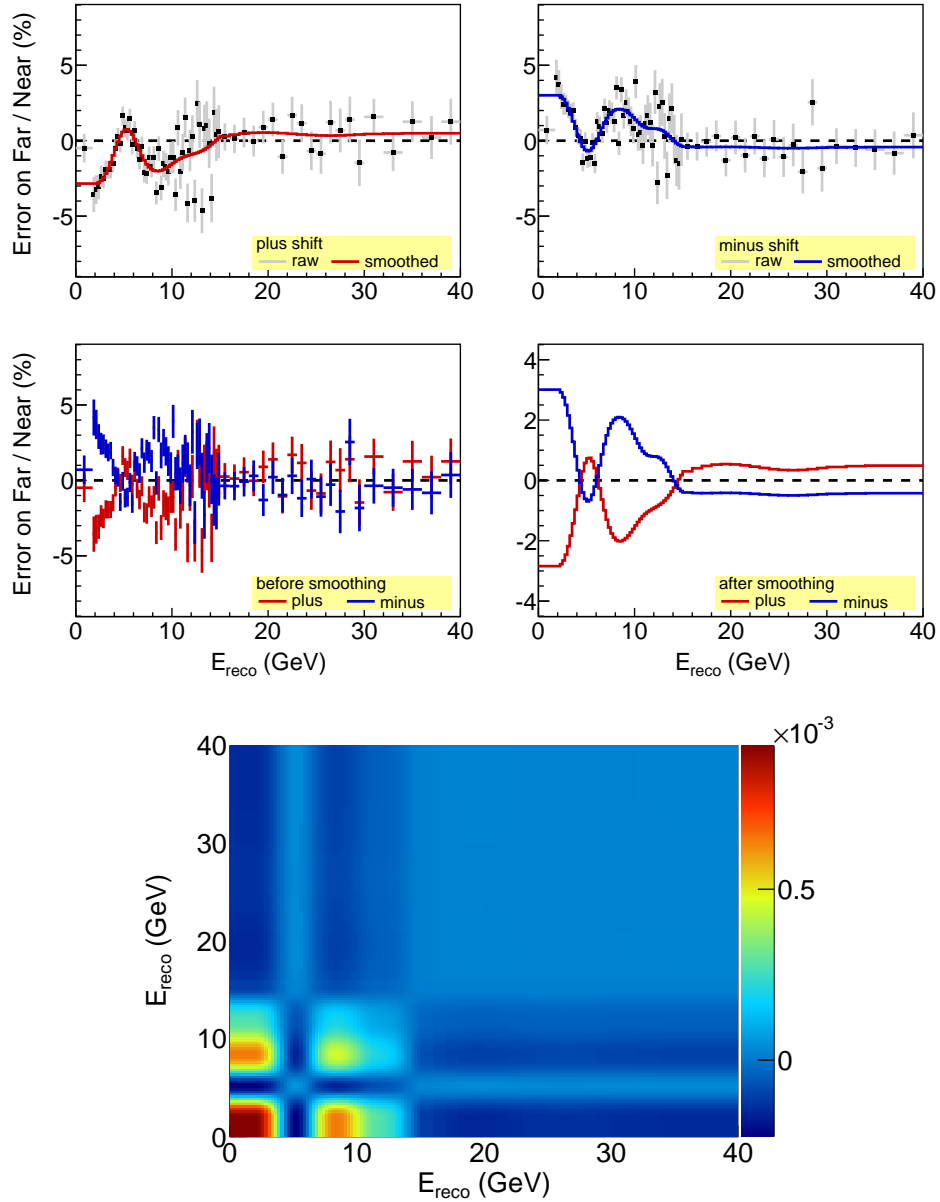 Error on Far / Near (%)
5
0
-5
0 10 20 30 40
plus shift
raw smoothed
5
0
-5
0 10 20 30 40
minus shift
raw smoothed
Error on Far / Near (%)
5
0
-5
0 10 20 30 40
before smoothing
plus minus
E_reco (GeV)
4
2
0
-2
-4
0 10 20 30 40
after smoothing
plus minus
E_reco (GeV)
×10^-3
40
30
20
10
0
E_reco (GeV)
0 10 20 30 40
E_reco (GeV)
0.5
0